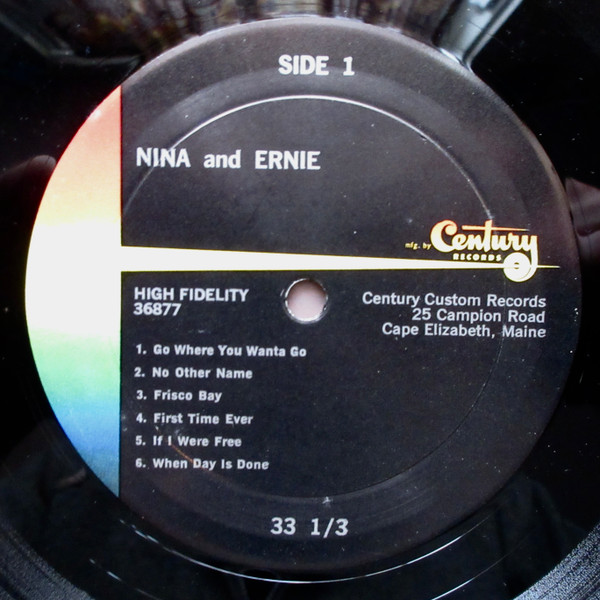 SIDE 1
NINA and ERNIE
mfg. by Century
RECORDS
HIGH FIDELITY
36877
Century Custom Records
25 Campion Road
Cape Elizabeth, Maine
1. Go Where You Wanta Go
2. No Other Name
3. Frisco Bay
4. First Time Ever
5. If I Were Free
6. When Day Is Done
33 1/3